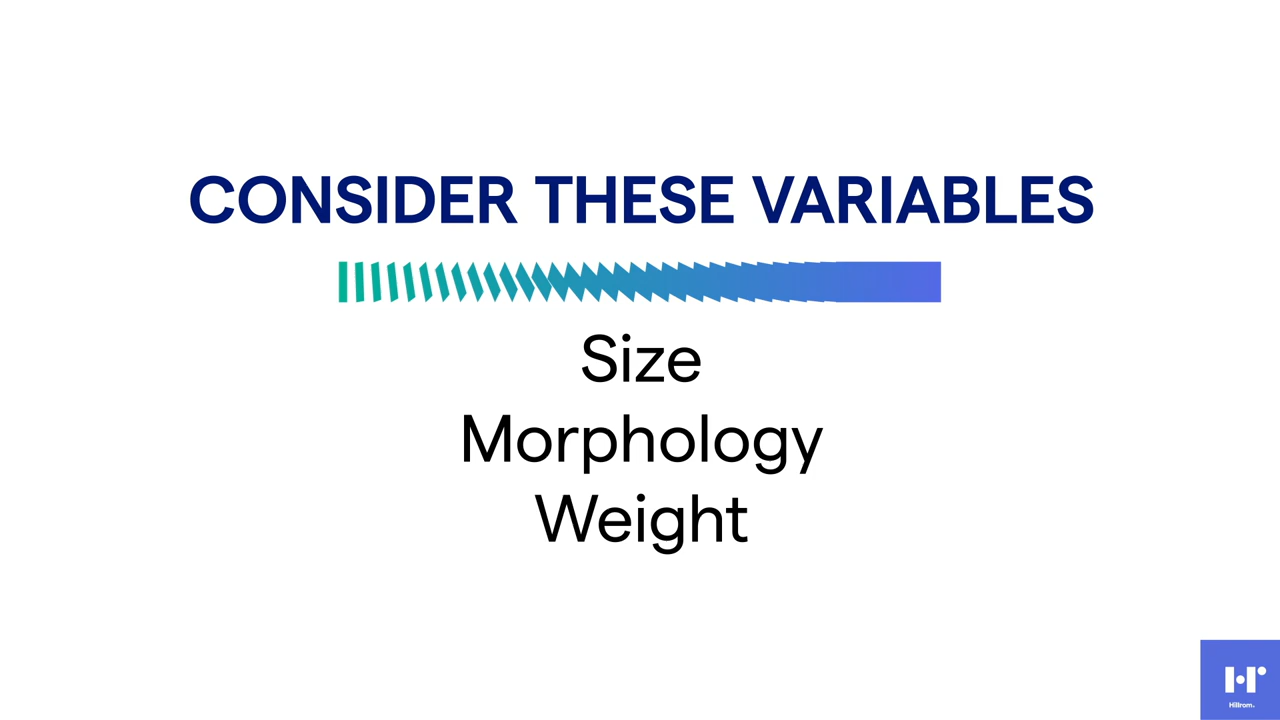 CONSIDER THESE VARIABLES
Size
Morphology
Weight
Hillrom.